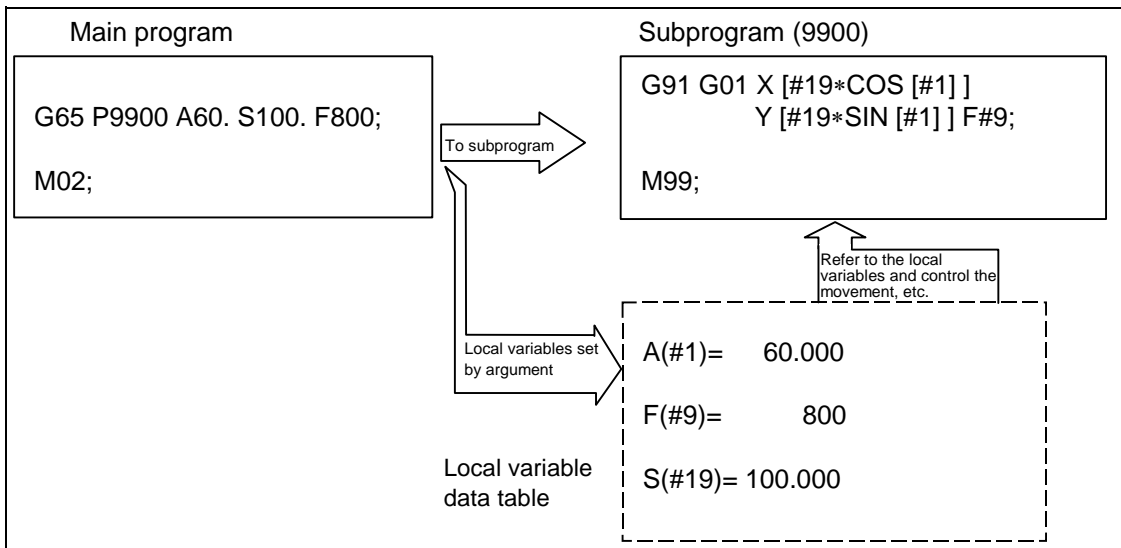 Main program
G65 P9900 A60. S100. F800;
M02;
To subprogram
Subprogram (9900)
G91 G01 X [#19∗COS [#1] ]
Y [#19∗SIN [#1] ] F#9;
M99;
Refer to the local
variables and control the
movement, etc.
Local variables set
by argument
A(#1)= 60.000
F(#9)= 800
S(#19)= 100.000
Local variable
data table